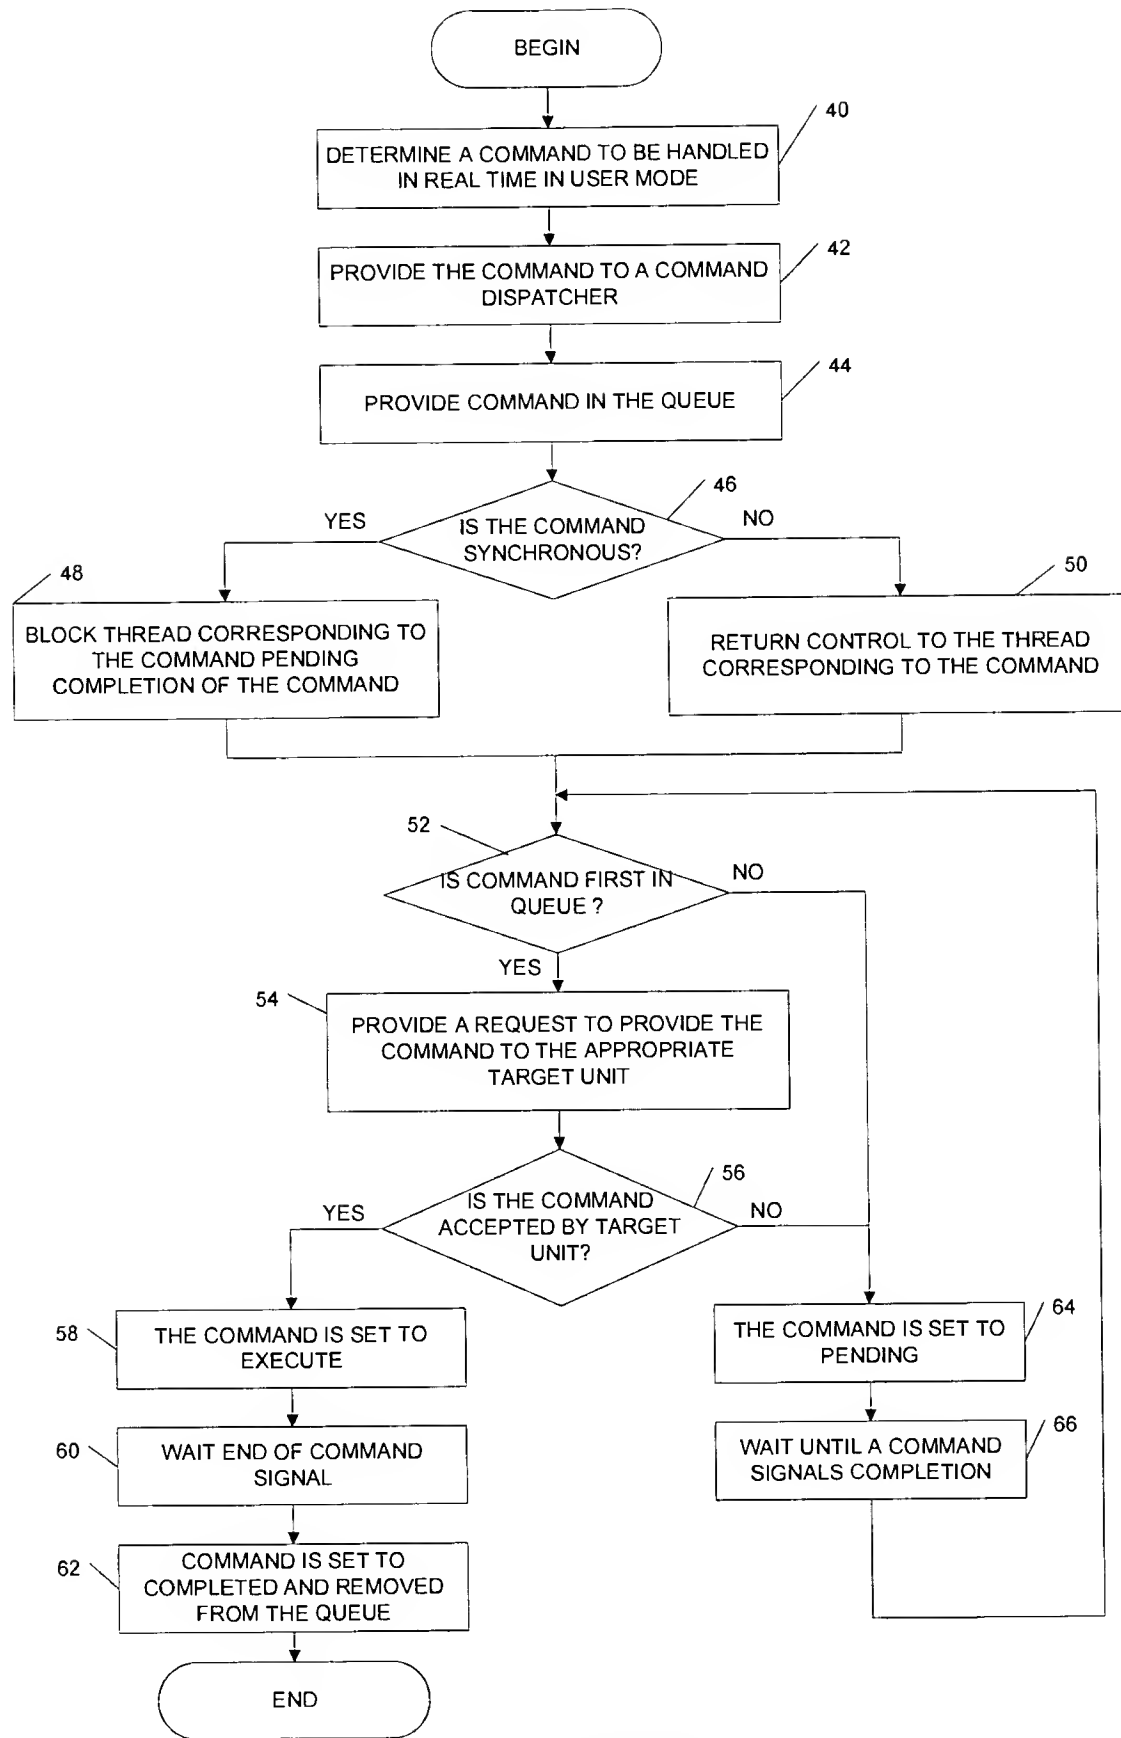 BEGIN
40
DETERMINE A COMMAND TO BE HANDLED
IN REAL TIME IN USER MODE
42
PROVIDE THE COMMAND TO A COMMAND
DISPATCHER
44
PROVIDE COMMAND IN THE QUEUE
46
YES
NO
IS THE COMMAND
SYNCHRONOUS?
48
50
BLOCK THREAD CORRESPONDING TO
THE COMMAND PENDING
COMPLETION OF THE COMMAND
RETURN CONTROL TO THE THREAD
CORRESPONDING TO THE COMMAND
52
NO
IS COMMAND FIRST IN
QUEUE ?
YES
54
PROVIDE A REQUEST TO PROVIDE THE
COMMAND TO THE APPROPRIATE
TARGET UNIT
56
YES
NO
IS THE COMMAND
ACCEPTED BY TARGET
UNIT?
58
THE COMMAND IS SET TO
EXECUTE
64
THE COMMAND IS SET TO
PENDING
60
WAIT END OF COMMAND
SIGNAL
66
WAIT UNTIL A COMMAND
SIGNALS COMPLETION
62
COMMAND IS SET TO
COMPLETED AND REMOVED
FROM THE QUEUE
END